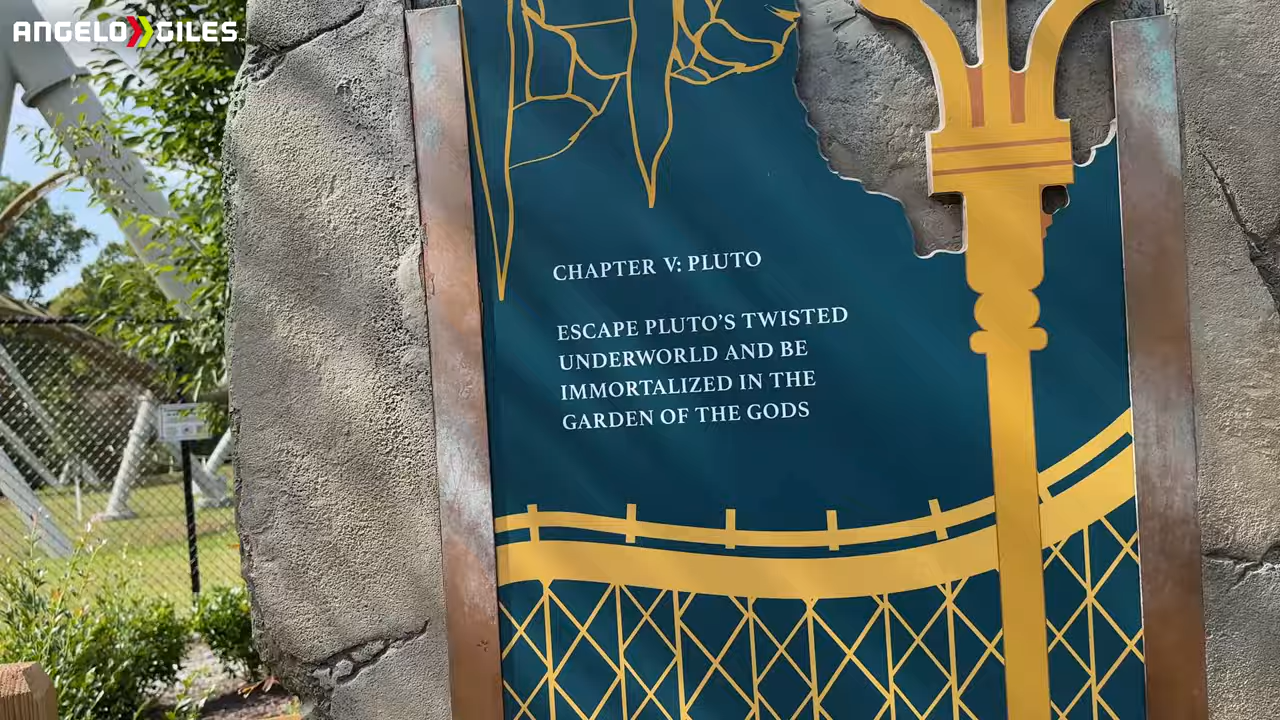 ANGELO GILES
CHAPTER V: PLUTO
ESCAPE PLUTO'S TWISTED
UNDERWORLD AND BE
IMMORTALIZED IN THE
GARDEN OF THE GODS